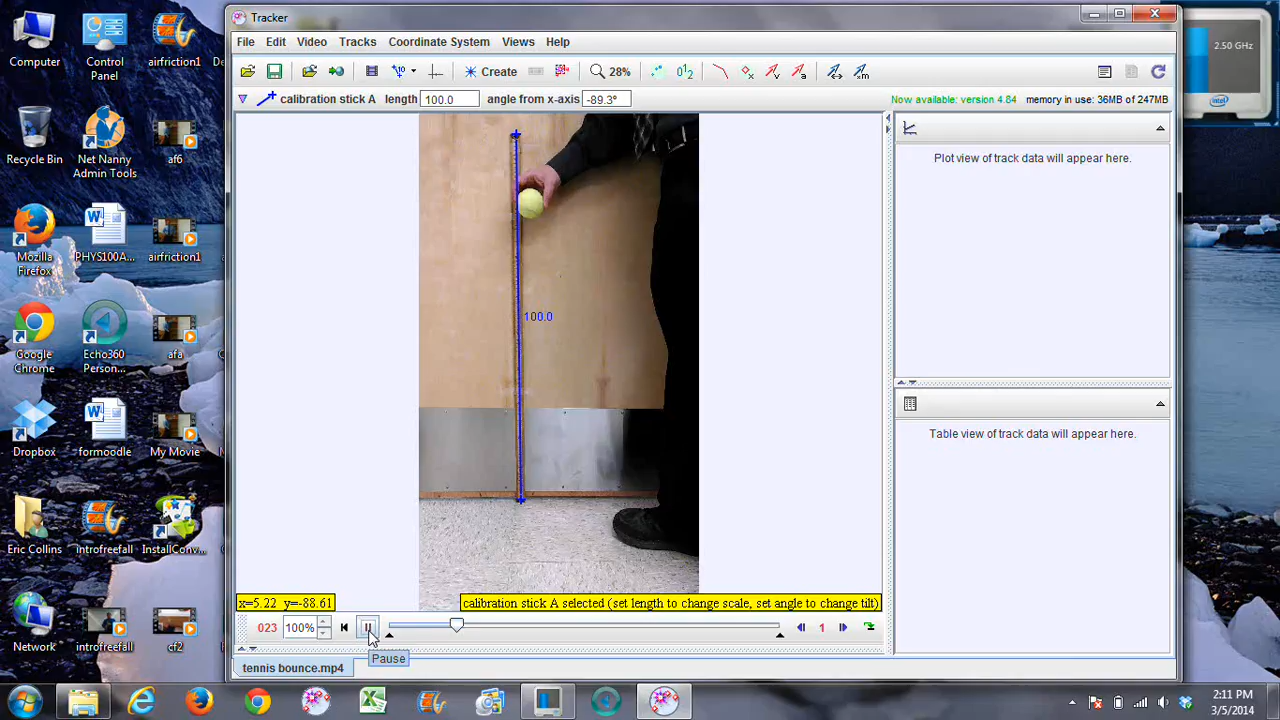 Tracker
File Edit Video Tracks Coordinate System Views Help
Create 28%
calibration stick A length 100.0 angle from x-axis -89.3° Now available: version 4.84 memory in use: 36MB of 247MB
Plot view of track data will appear here.
Table view of track data will appear here.
100.0
x=5.22 y=-88.61
calibration stick A selected (set length to change scale, set angle to change tilt)
023 100% 1
Pause
tennis bounce.mp4
Computer
Control Panel
airfriction1
Recycle Bin
Net Nanny Admin Tools
af6
Mozilla Firefox
PHYS100A...
airfriction1
Google Chrome
Echo360 Person...
afa
Dropbox
formoodle
My Movie
Eric Collins
introfreefall
InstallConv...
Network
introfreefall
cf2
2.50 GHz
intel
2:11 PM
3/5/2014